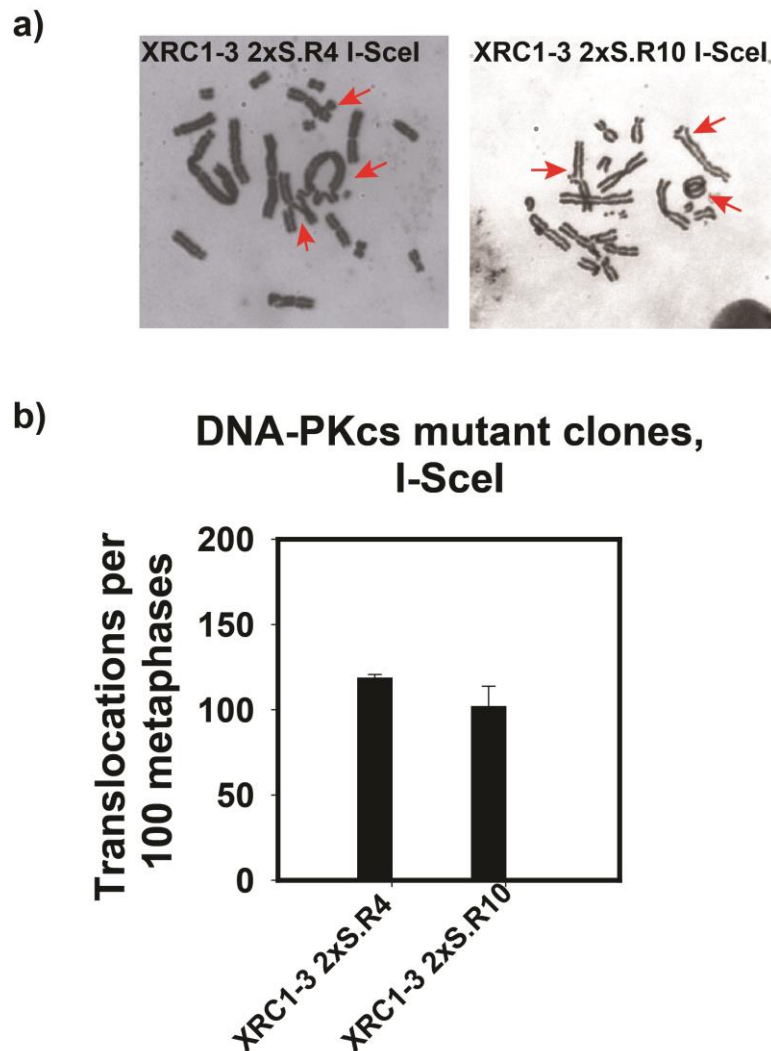 a)
XRC1-3 2xS.R4 I-SceI
XRC1-3 2xS.R10 I-SceI
b)
DNA-PKcs mutant clones,
I-SceI
Translocations per
100 metaphases
200
150
100
50
0
XRC1-3 2xS.R4
XRC1-3 2xS.R10